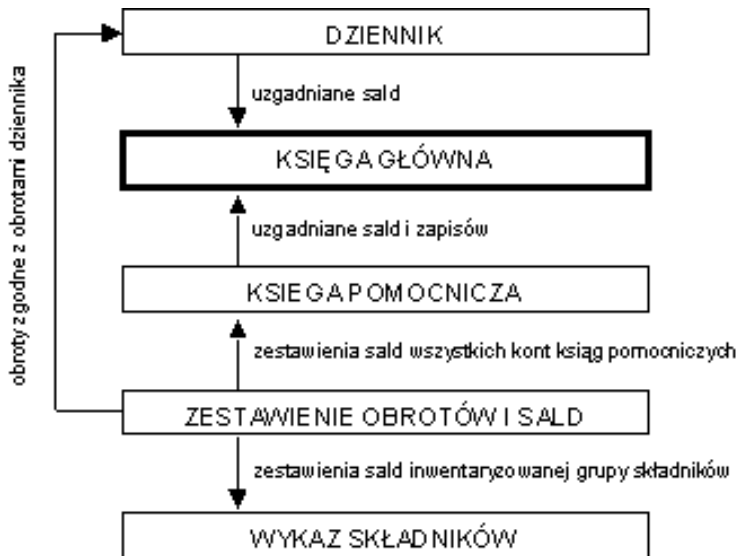 DZIENNIK
uzgadniane sald
KSIĘGA GŁÓWNA
uzgadniane sald i zapisów
KSIEGA POMOCNICZA
zestawienia sald wszystkich kont ksiąg pomocniczych
ZESTAWIENIE OBROTÓW I SALD
zestawienia sald inwentaryzowanej grupy składników
WYKAZ SKŁADNIKÓW
obroty zgodne z obrotami dziennika